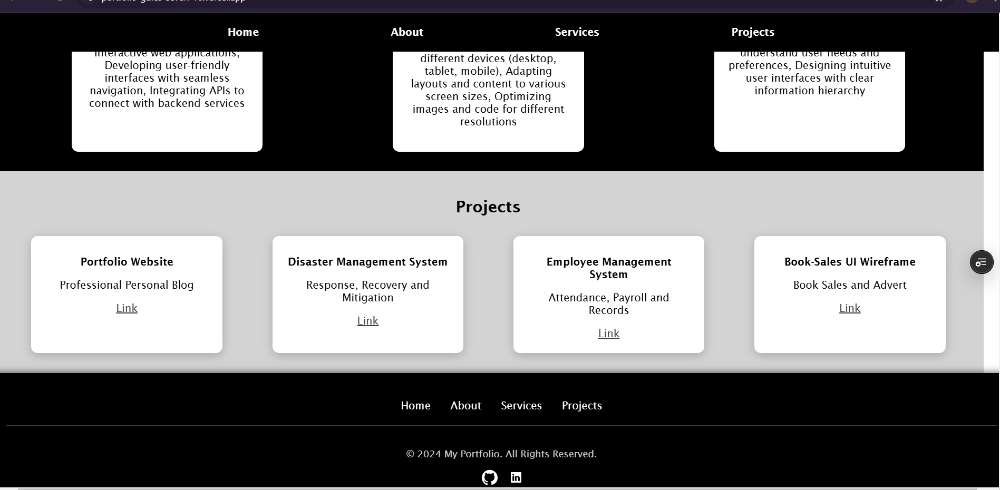 Home About Services Projects
interactive web applications,
Developing user-friendly
interfaces with seamless
navigation, Integrating APIs to
connect with backend services
different devices (desktop,
tablet, mobile), Adapting
layouts and content to various
screen sizes, Optimizing
images and code for different
resolutions
understand user needs and
preferences, Designing intuitive
user interfaces with clear
information hierarchy
Projects
Portfolio Website
Professional Personal Blog
Link
Disaster Management System
Response, Recovery and
Mitigation
Link
Employee Management
System
Attendance, Payroll and
Records
Link
Book-Sales UI Wireframe
Book Sales and Advert
Link
Home About Services Projects
© 2024 My Portfolio. All Rights Reserved.
in